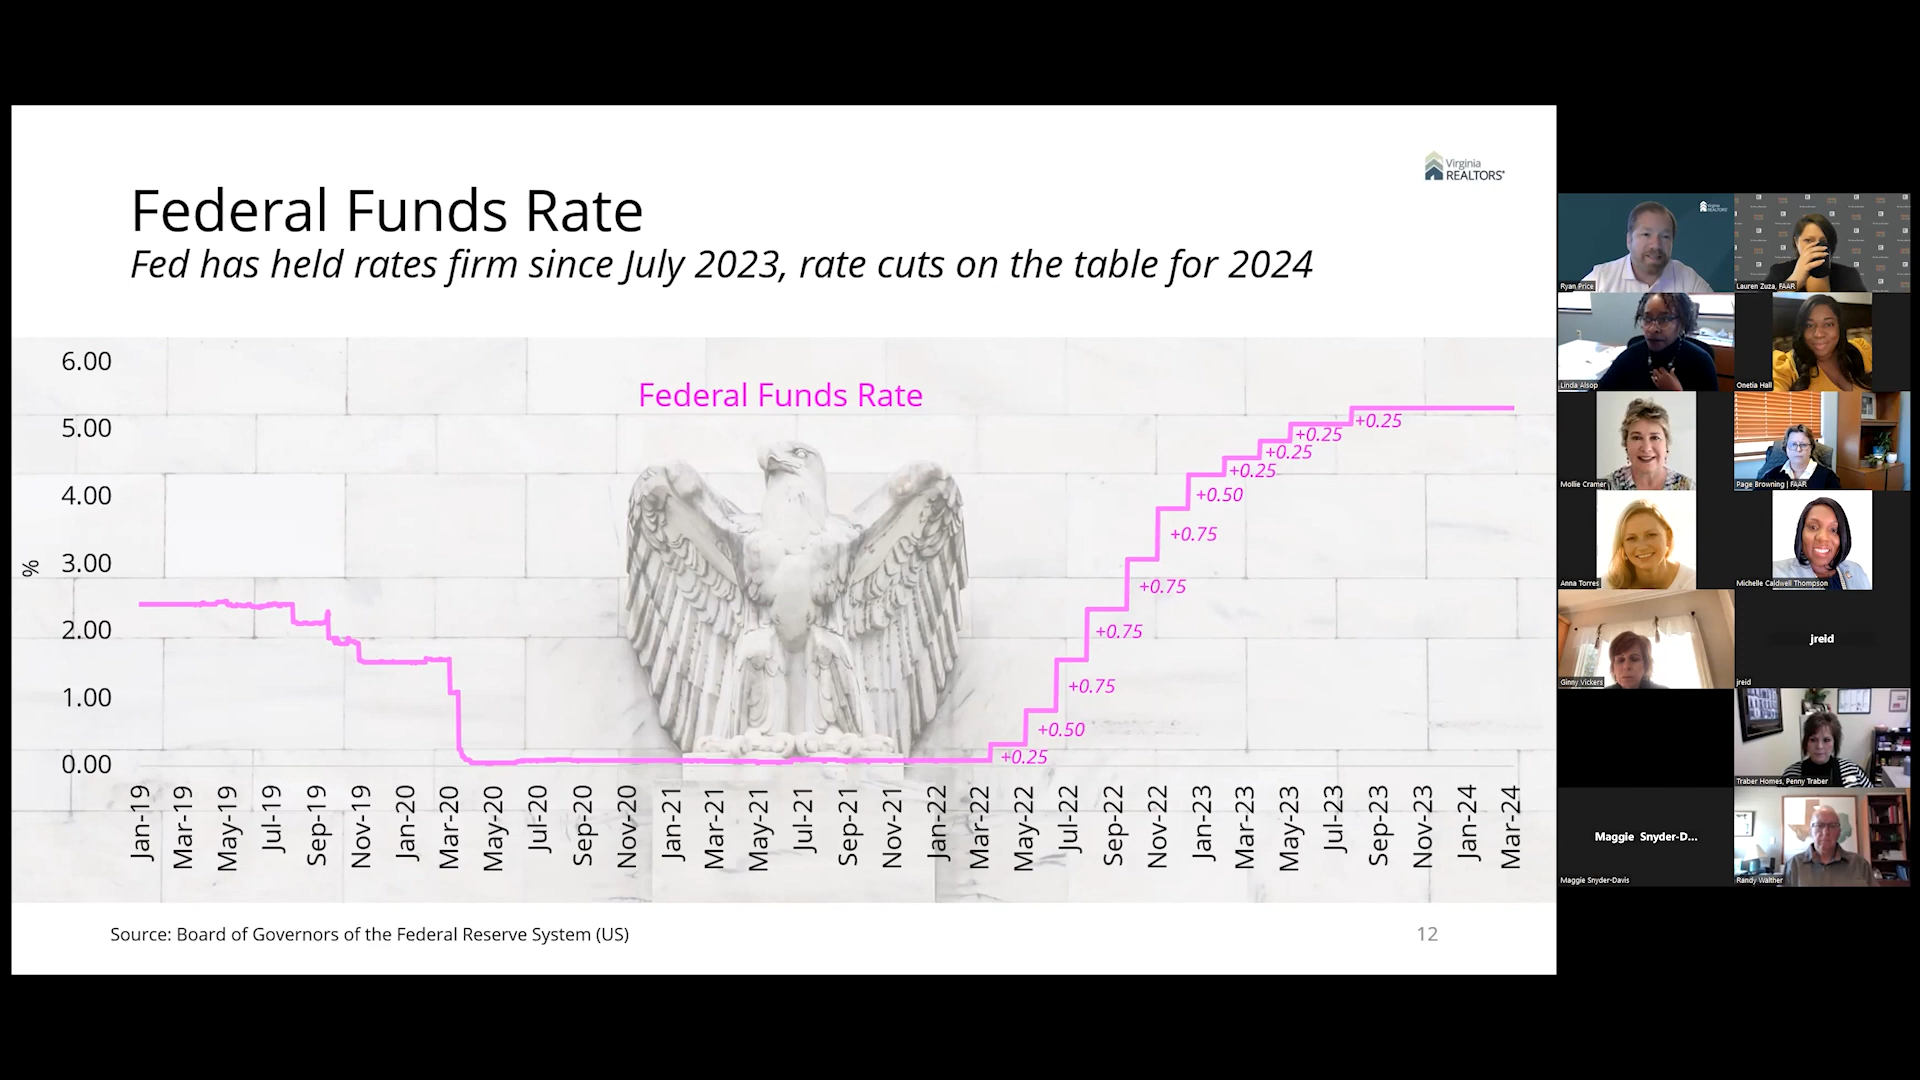 Virginia
REALTORS®
Federal Funds Rate
Fed has held rates firm since July 2023, rate cuts on the table for 2024
Federal Funds Rate
%
6.00
5.00
4.00
3.00
2.00
1.00
0.00
+0.25
+0.50
+0.75
+0.75
+0.75
+0.75
+0.50
+0.25
+0.25
+0.25
+0.25
Jan-19
Mar-19
May-19
Jul-19
Sep-19
Nov-19
Jan-20
Mar-20
May-20
Jul-20
Sep-20
Nov-20
Jan-21
Mar-21
May-21
Jul-21
Sep-21
Nov-21
Jan-22
Mar-22
May-22
Jul-22
Sep-22
Nov-22
Jan-23
Mar-23
May-23
Jul-23
Sep-23
Nov-23
Jan-24
Mar-24
Source: Board of Governors of the Federal Reserve System (US)
12
Ryan Price
Lauren Zuza, FAAR
Linda Alsop
Onetia Hall
Mollie Cramer
Page Browning | FAAR
Anna Torres
Michelle Caldwell Thompson
Ginny Vickers
jreid
jreid
Traber Homes, Penny Traber
Maggie Snyder-D...
Maggie Snyder-Davis
Randy Walther